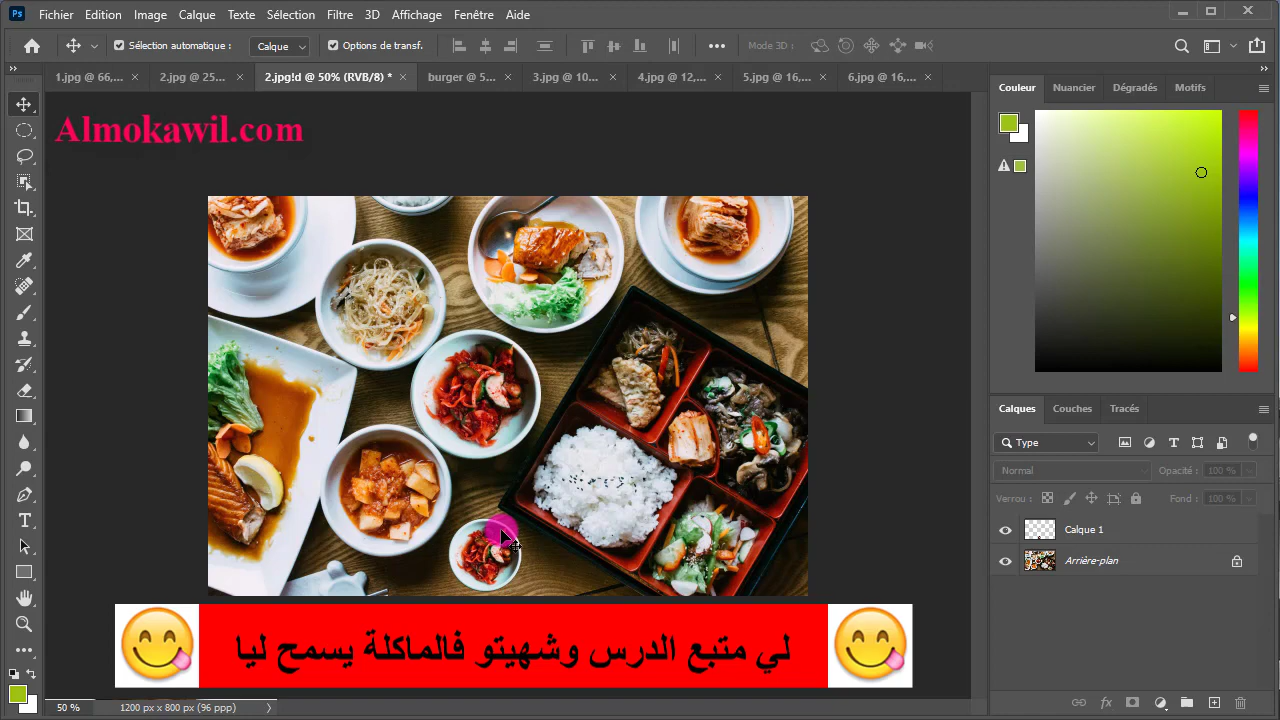 Ps Fichier Edition Image Calque Texte Sélection Filtre 3D Affichage Fenêtre Aide
Sélection automatique : Calque Options de transf. Mode 3D :
1.jpg @ 66,... 2.jpg @ 25... 2.jpg!d @ 50% (RVB/8) * burger @ 5... 3.jpg @ 10... 4.jpg @ 12,... 5.jpg @ 16,... 6.jpg @ 16,...
Couleur Nuancier Dégradés Motifs
Almokawil.com
Calques Couches Tracés
Type
Normal Opacité : 100 %
Verrou : Fond : 100 %
Calque 1
Arrière-plan
لي متبع الدرس وشهيتو فالماكلة يسمح ليا
50 % 1200 px x 800 px (96 ppp)